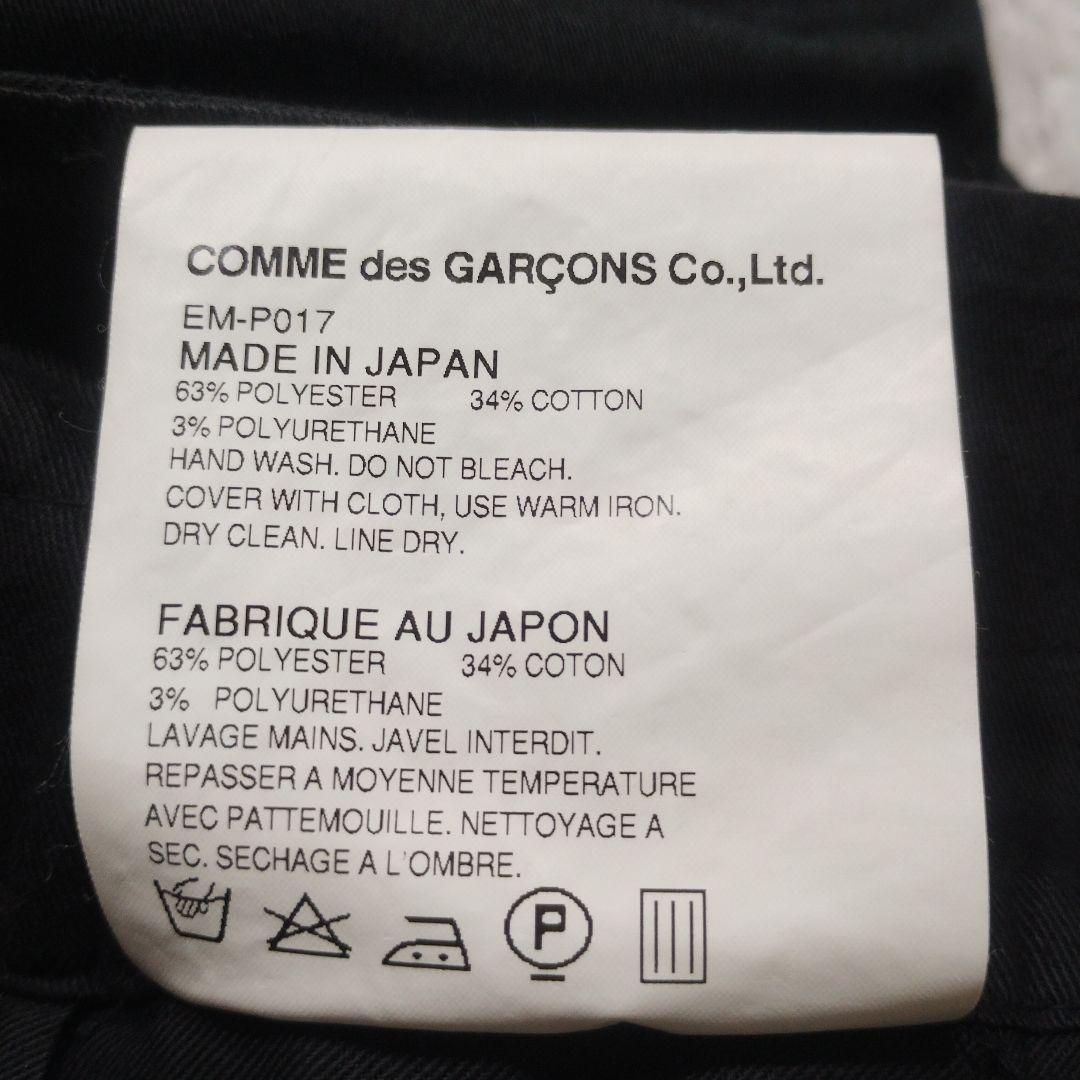 COMME des GARÇONS Co.,Ltd.
EM-P017
MADE IN JAPAN
63% POLYESTER 34% COTTON
3% POLYURETHANE
HAND WASH. DO NOT BLEACH.
COVER WITH CLOTH, USE WARM IRON.
DRY CLEAN. LINE DRY.
FABRIQUE AU JAPON
63% POLYESTER 34% COTON
3% POLYURETHANE
LAVAGE MAINS. JAVEL INTERDIT.
REPASSER A MOYENNE TEMPERATURE
AVEC PATTEMOUILLE. NETTOYAGE A
SEC. SECHAGE A L'OMBRE.
P